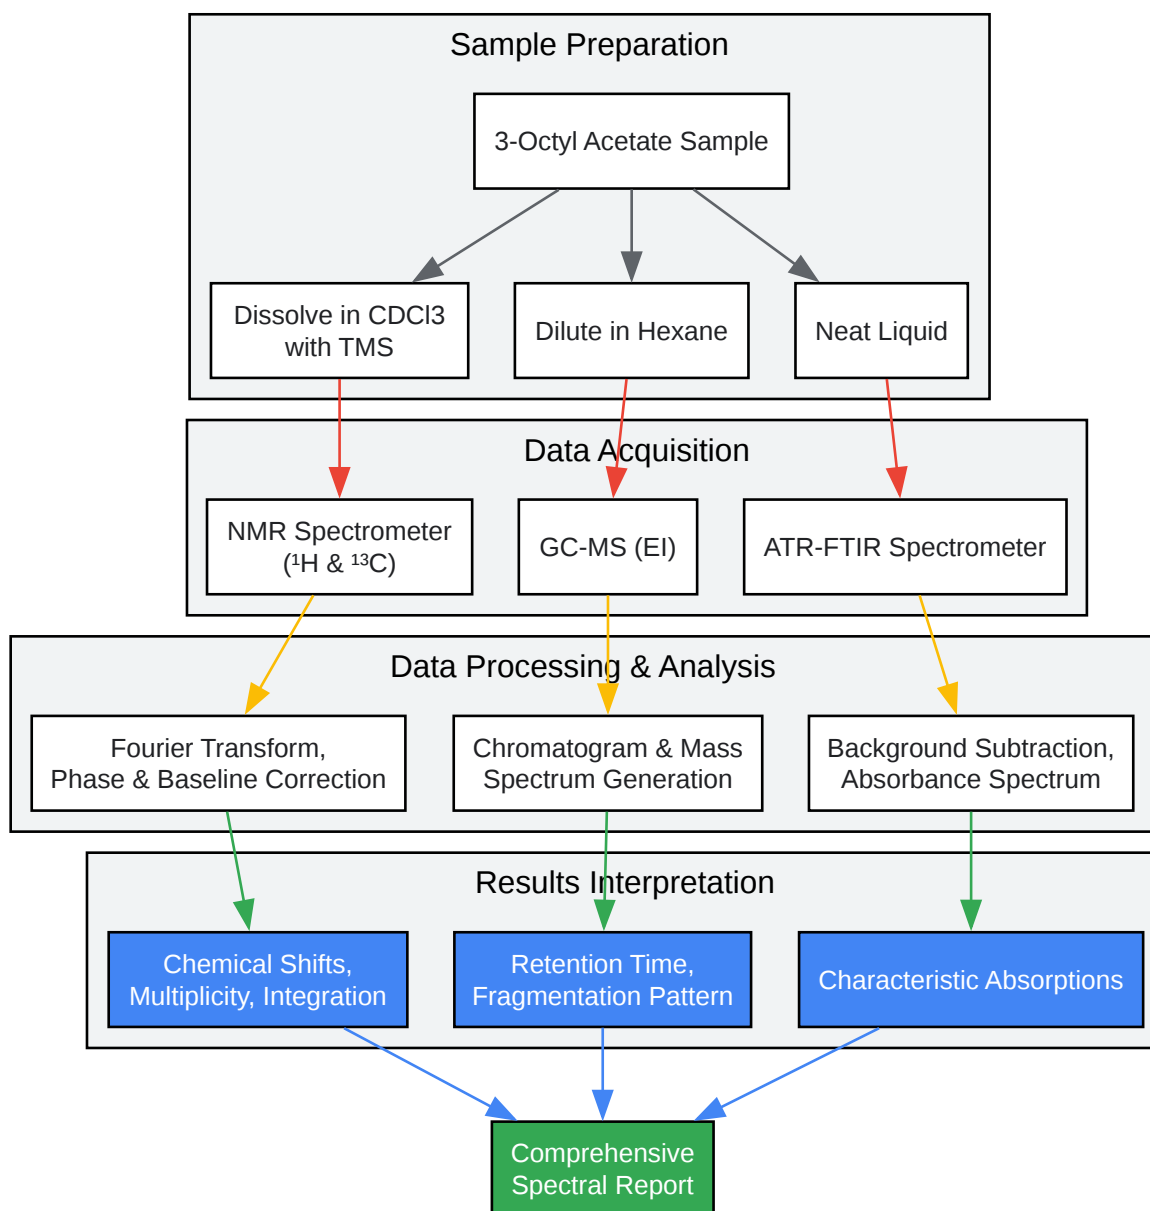 Sample Preparation
3-Octyl Acetate Sample
Dissolve in CDCl3
with TMS
Dilute in Hexane
Neat Liquid
Data Acquisition
NMR Spectrometer
(¹H & ¹³C)
GC-MS (EI)
ATR-FTIR Spectrometer
Data Processing & Analysis
Fourier Transform,
Phase & Baseline Correction
Chromatogram & Mass
Spectrum Generation
Background Subtraction,
Absorbance Spectrum
Results Interpretation
Chemical Shifts,
Multiplicity, Integration
Retention Time,
Fragmentation Pattern
Characteristic Absorptions
Comprehensive
Spectral Report